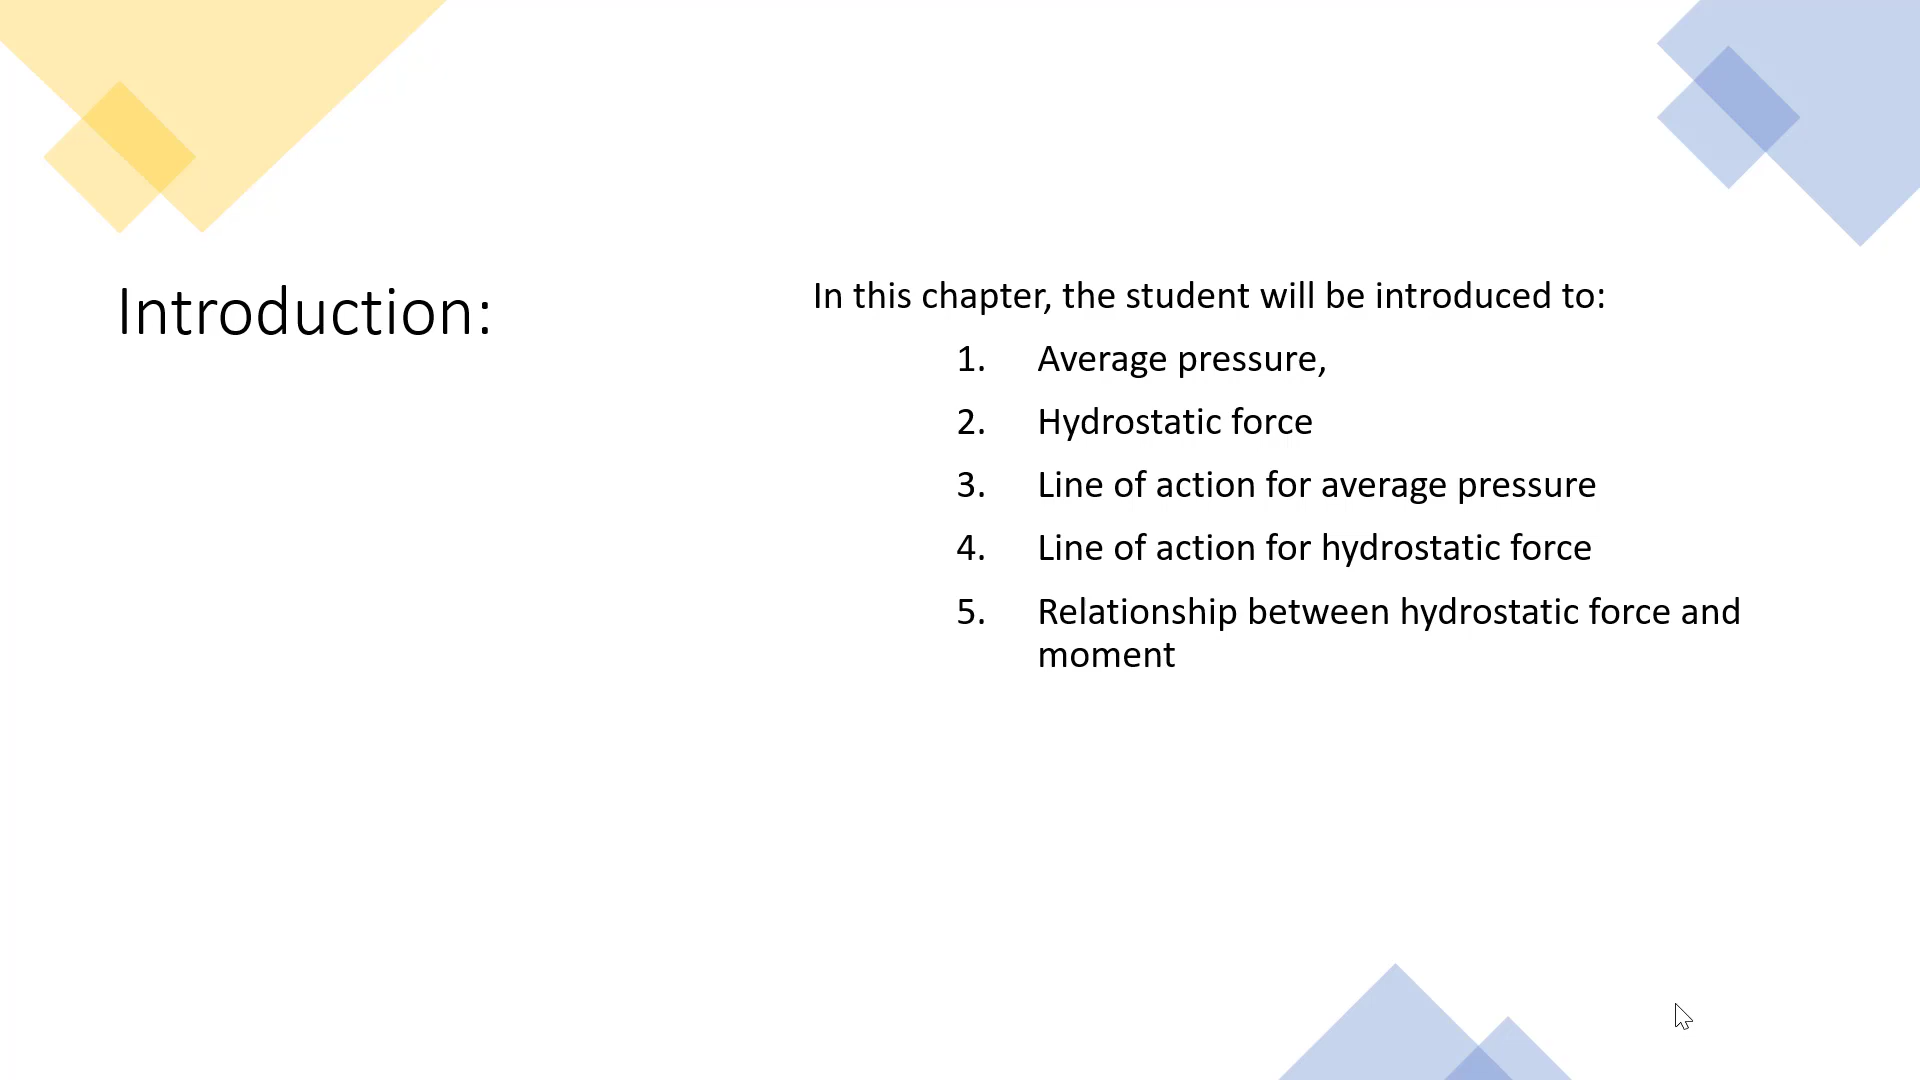 Introduction:
In this chapter, the student will be introduced to:
1. Average pressure,
2. Hydrostatic force
3. Line of action for average pressure
4. Line of action for hydrostatic force
5. Relationship between hydrostatic force and
moment